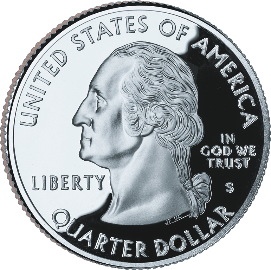 UNITED STATES OF AMERICA
LIBERTY
IN
GOD WE
TRUST
S
QUARTER DOLLAR